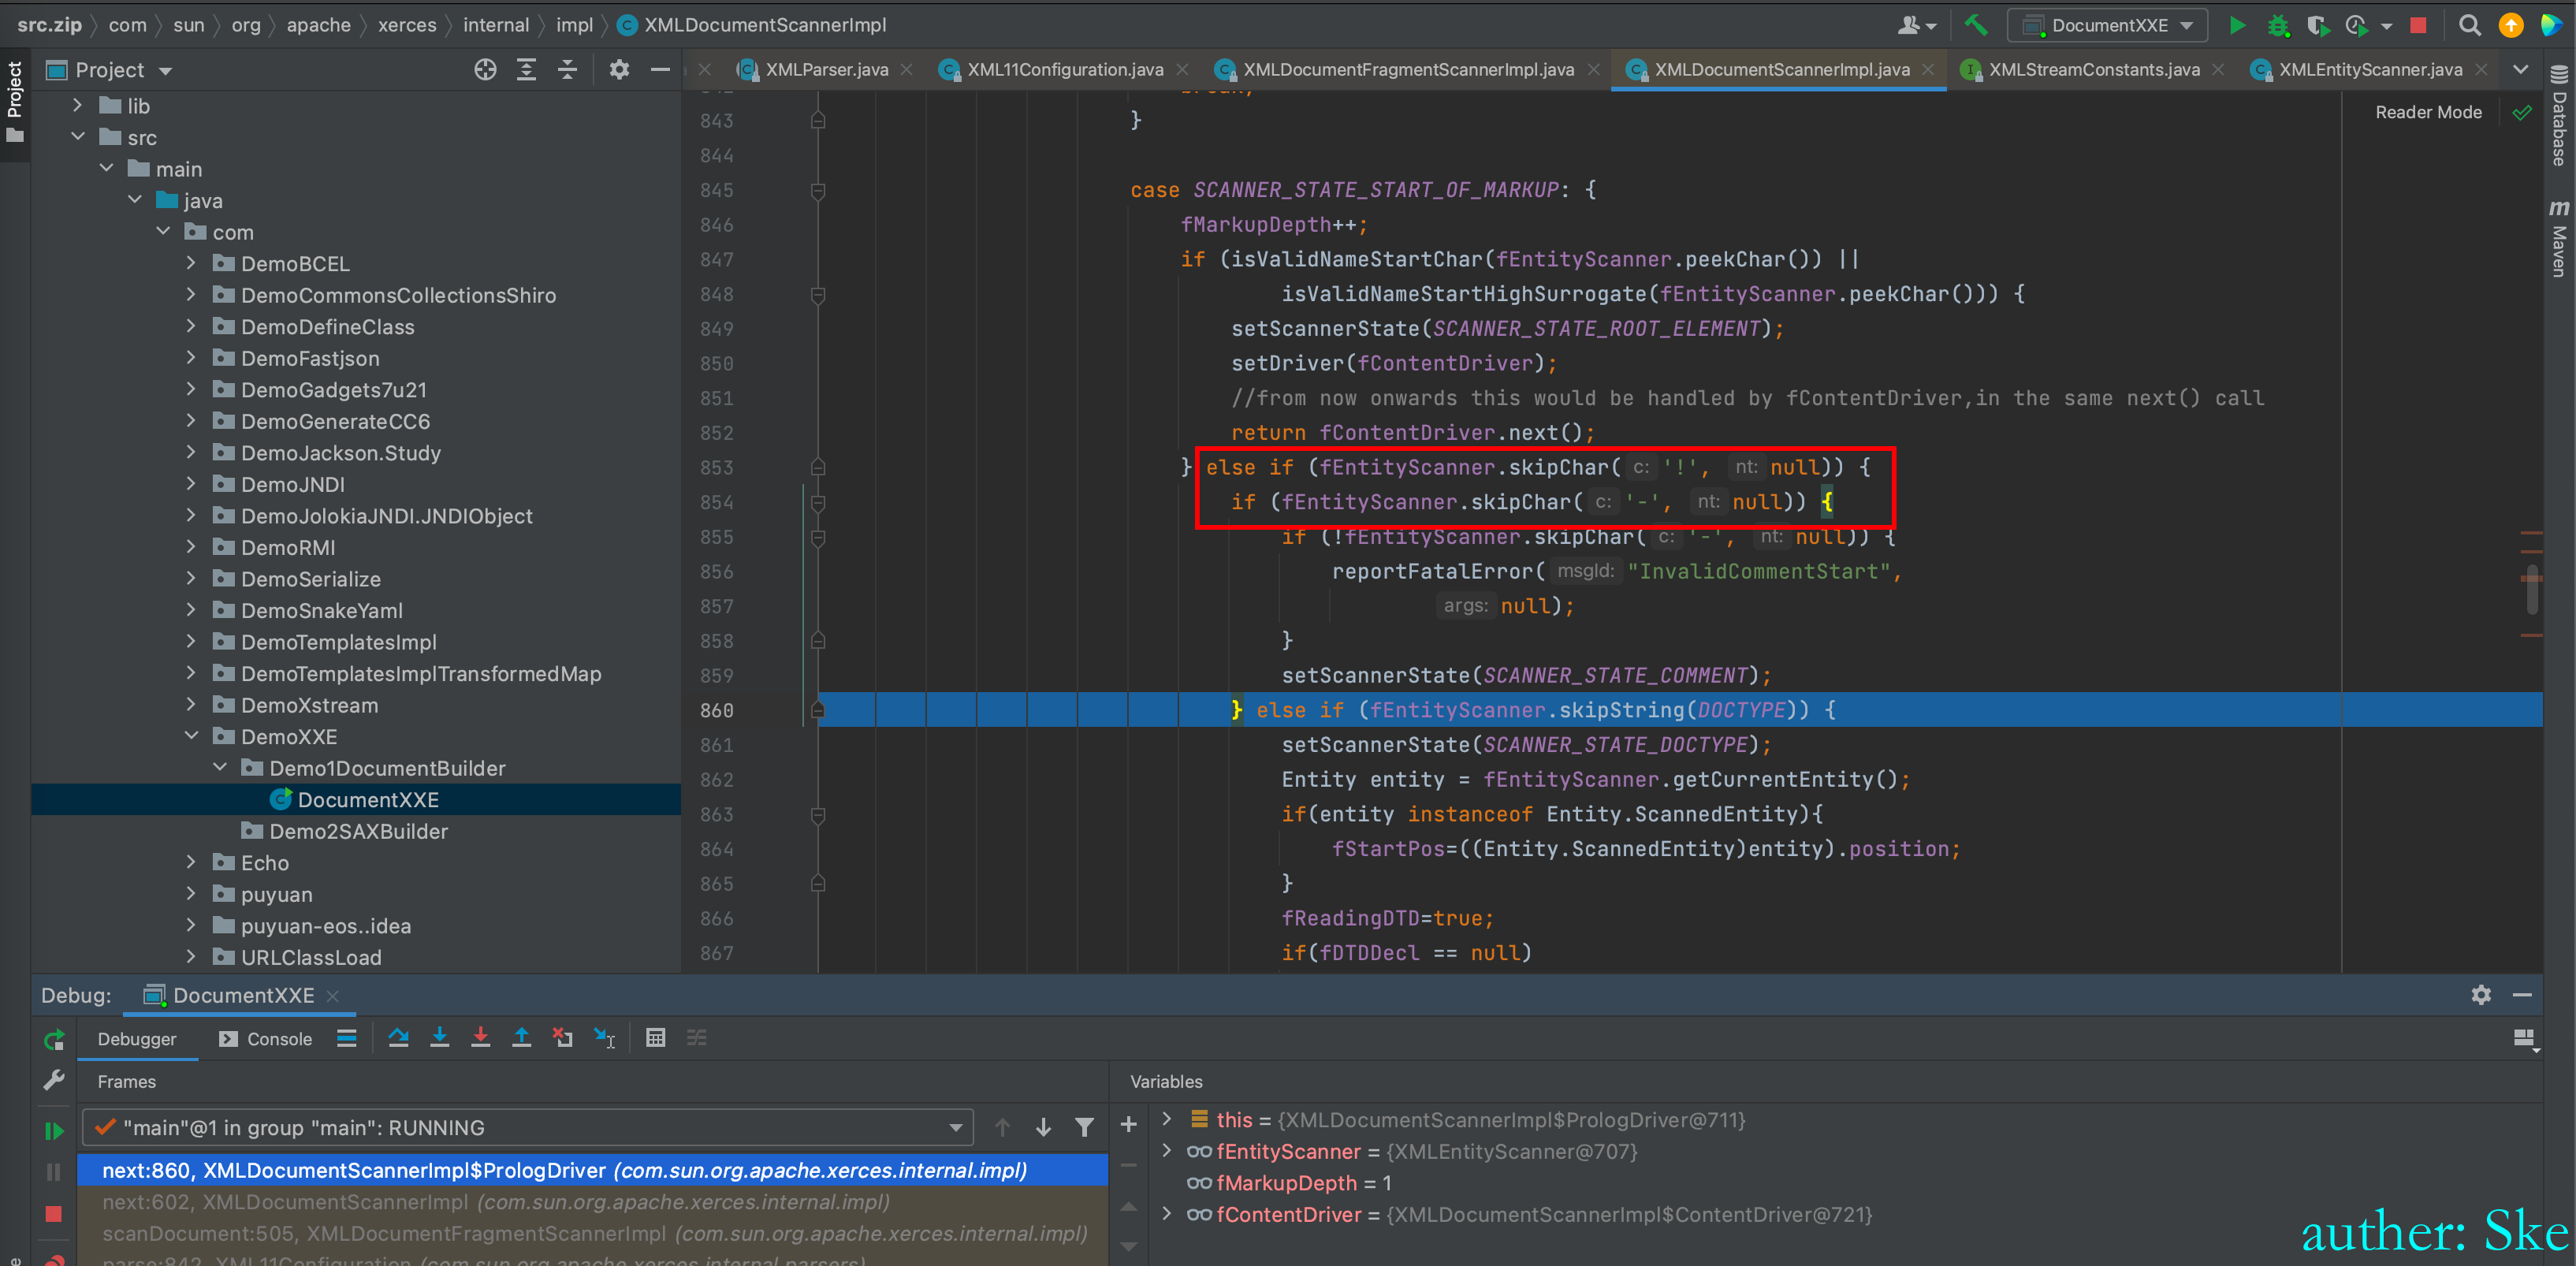 src.zip com sun org apache xerces internal impl XMLDocumentScannerImpl DocumentXXE
Project
XMLParser.java XML11Configuration.java XMLDocumentFragmentScannerImpl.java XMLDocumentScannerImpl.java XMLStreamConstants.java XMLEntityScanner.java
Project
Database
Maven
Reader Mode
lib
src
main
java
com
DemoBCEL
DemoCommonsCollectionsShiro
DemoDefineClass
DemoFastjson
DemoGadgets7u21
DemoGenerateCC6
DemoJackson.Study
DemoJNDI
DemoJolokiaJNDI.JNDIObject
DemoRMI
DemoSerialize
DemoSnakeYaml
DemoTemplatesImpl
DemoTemplatesImplTransformedMap
DemoXstream
DemoXXE
Demo1DocumentBuilder
DocumentXXE
Demo2SAXBuilder
Echo
puyuan
puyuan-eos..idea
URLClassLoad
843 }
844
845 case SCANNER_STATE_START_OF_MARKUP: {
846 fMarkupDepth++;
847 if (isValidNameStartChar(fEntityScanner.peekChar()) ||
848 isValidNameStartHighSurrogate(fEntityScanner.peekChar())) {
849 setScannerState(SCANNER_STATE_ROOT_ELEMENT);
850 setDriver(fContentDriver);
851 //from now onwards this would be handled by fContentDriver,in the same next() call
852 return fContentDriver.next();
853 } else if (fEntityScanner.skipChar( c: '!', nt: null)) {
854 if (fEntityScanner.skipChar( c: '-', nt: null)) {
855 if (!fEntityScanner.skipChar( c: '-', nt: null)) {
856 reportFatalError( msgId: "InvalidCommentStart",
857 args: null);
858 }
859 setScannerState(SCANNER_STATE_COMMENT);
860 } else if (fEntityScanner.skipString(DOCTYPE)) {
861 setScannerState(SCANNER_STATE_DOCTYPE);
862 Entity entity = fEntityScanner.getCurrentEntity();
863 if(entity instanceof Entity.ScannedEntity){
864 fStartPos=((Entity.ScannedEntity)entity).position;
865 }
866 fReadingDTD=true;
867 if(fDTDDecl == null)
Debug: DocumentXXE
Debugger Console
Frames
"main"@1 in group "main": RUNNING
next:860, XMLDocumentScannerImpl$PrologDriver (com.sun.org.apache.xerces.internal.impl)
next:602, XMLDocumentScannerImpl (com.sun.org.apache.xerces.internal.impl)
scanDocument:505, XMLDocumentFragmentScannerImpl (com.sun.org.apache.xerces.internal.impl)
parse:842, XML11Configuration (com.sun.org.apache.xerces.internal.parsers)
Variables
this = {XMLDocumentScannerImpl$PrologDriver@711}
fEntityScanner = {XMLEntityScanner@707}
fMarkupDepth = 1
fContentDriver = {XMLDocumentScannerImpl$ContentDriver@721}
auther: Ske